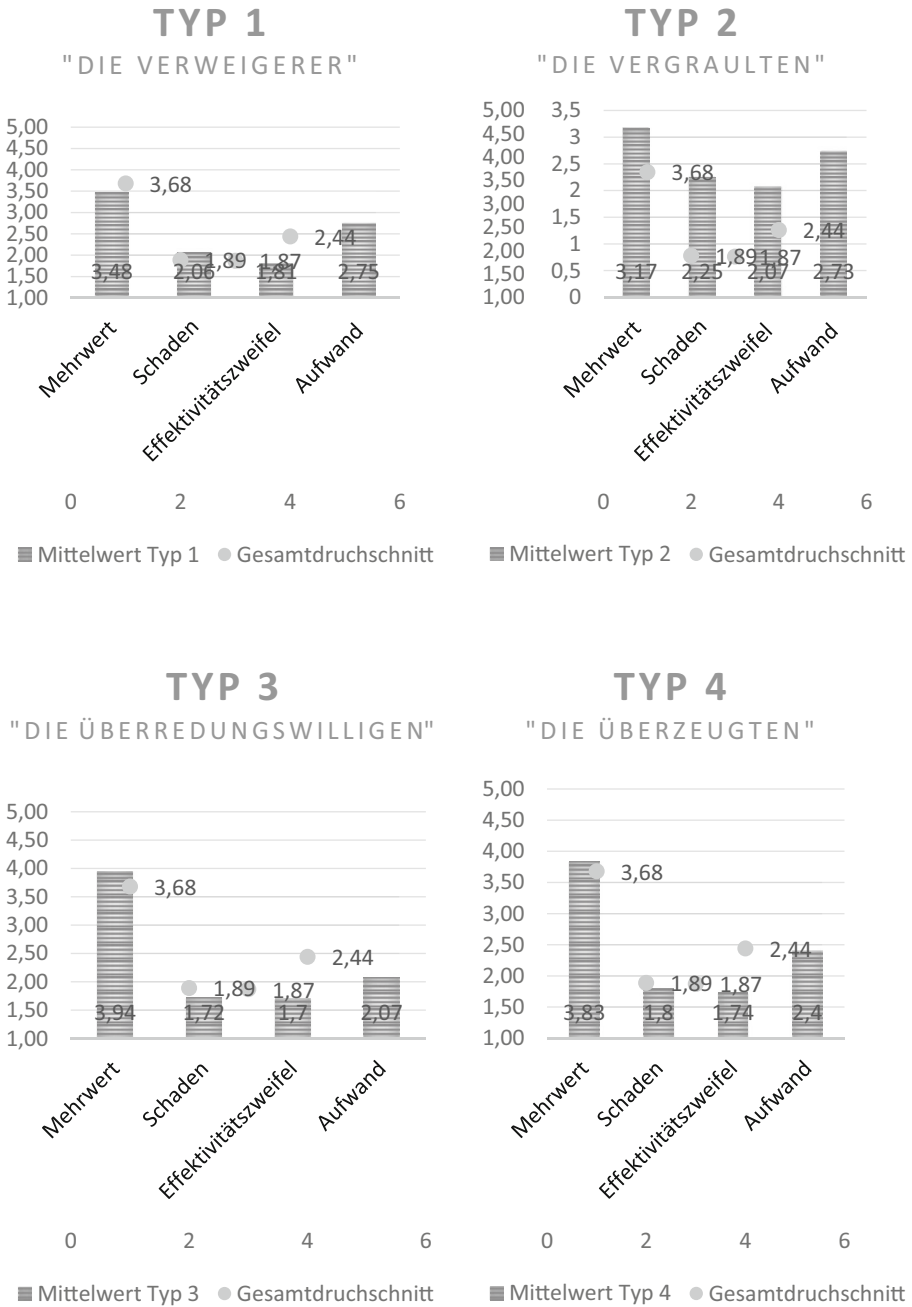 TYP 1
"DIE VERWEIGERER"
5,00
4,50
4,00
3,50
3,00
2,50
2,00
1,50
1,00
3,68
1,89
1,87
2,44
3,48
2,06
1,81
2,75
Mehrwert
Schaden
Effektivitätszweifel
Aufwand
0 2 4 6
Mittelwert Typ 1 Gesamtdruchschnitt
TYP 2
"DIE VERGRAULTEN"
5,00
4,50
4,00
3,50
3,00
2,50
2,00
1,50
1,00
3,5
3
2,5
2
1,5
1
0,5
0
3,68
1,89
1,87
2,44
3,17
2,25
2,07
2,73
Mehrwert
Schaden
Effektivitätszweifel
Aufwand
0 2 4 6
Mittelwert Typ 2 Gesamtdruchschnitt
TYP 3
"DIE ÜBERREDUNGSWILLIGEN"
5,00
4,50
4,00
3,50
3,00
2,50
2,00
1,50
1,00
3,68
1,89
1,87
2,44
3,94
1,72
1,7
2,07
Mehrwert
Schaden
Effektivitätszweifel
Aufwand
0 2 4 6
Mittelwert Typ 3 Gesamtdruchschnitt
TYP 4
"DIE ÜBERZEUGTEN"
5,00
4,50
4,00
3,50
3,00
2,50
2,00
1,50
1,00
3,68
1,89
1,87
2,44
3,83
1,8
1,74
2,4
Mehrwert
Schaden
Effektivitätszweifel
Aufwand
0 2 4 6
Mittelwert Typ 4 Gesamtdruchschnitt